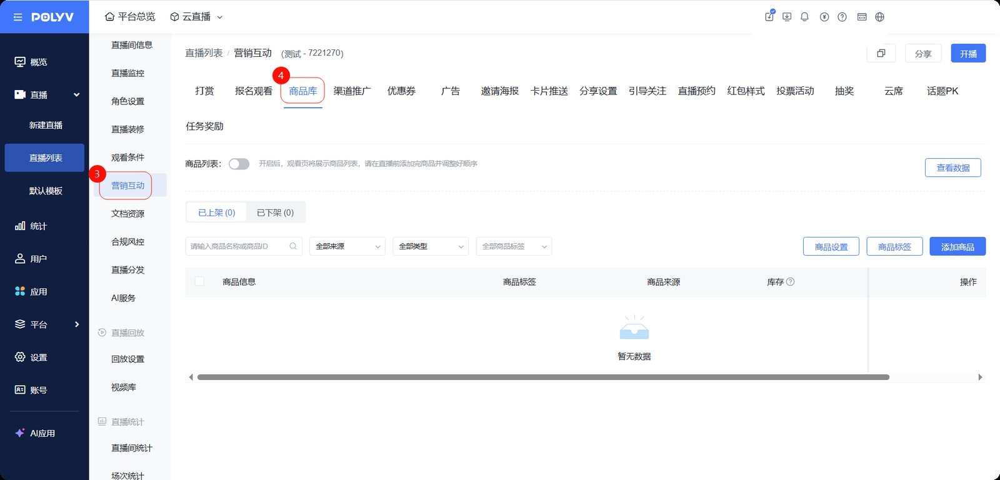 POLYV
平台总览
云直播
概览
直播
新建直播
直播列表
默认模板
统计
用户
应用
平台
设置
账号
AI应用
直播间信息
直播监控
角色设置
直播装修
观看条件
3
营销互动
文档资源
合规风控
直播分发
AI服务
直播回放
回放设置
视频库
直播统计
直播间统计
场次统计
直播列表 / 营销互动 (测试 - 7221270)
分享
开播
4
打赏 报名观看 商品库 渠道推广 优惠券 广告 邀请海报 卡片推送 分享设置 引导关注 直播预约 红包样式 投票活动 抽奖 云席 话题PK
任务奖励
商品列表: 开启后，观看页将展示商品列表，请在直播前添加完商品并调整好顺序
查看数据
已上架 (0) 已下架 (0)
请输入商品名称或商品ID 全部来源 全部类型 全部商品标签 商品设置 商品标签 添加商品
商品信息 商品标签 商品来源 库存 操作
暂无数据